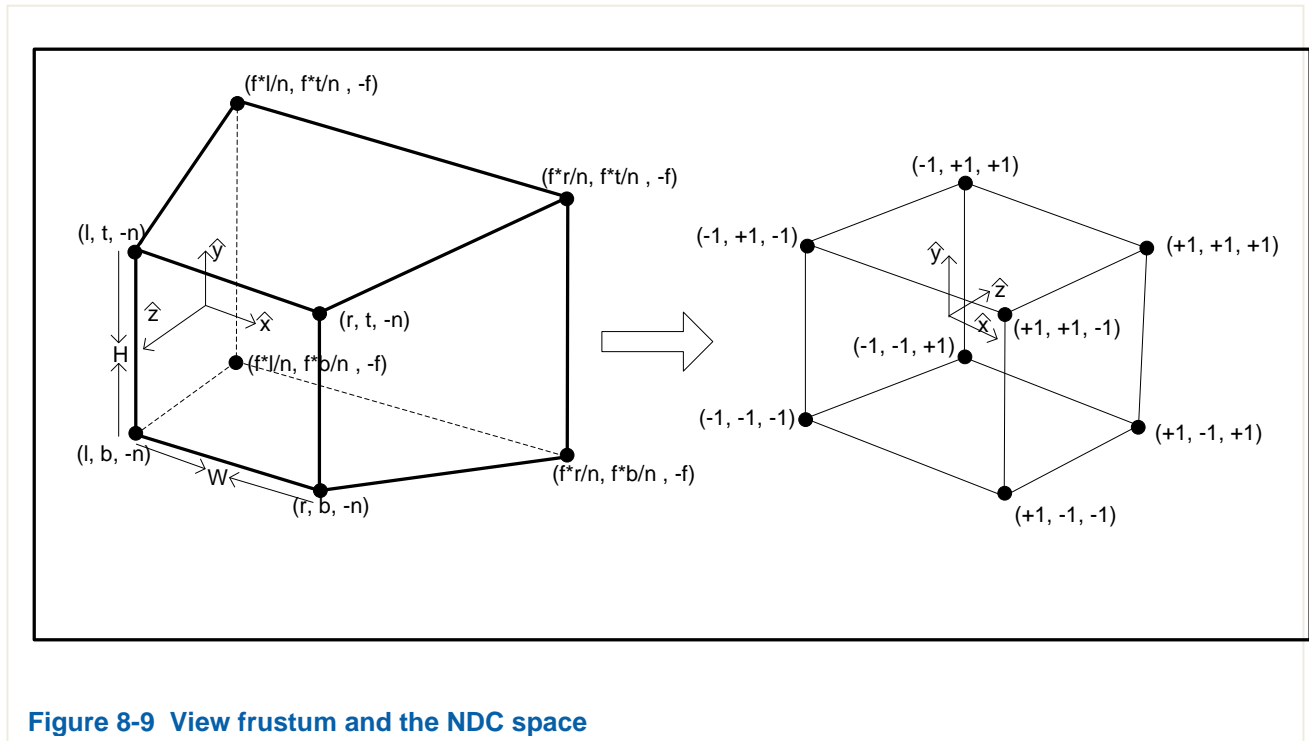 (f*l/n, f*t/n , -f)
(f*r/n, f*t/n , -f)
(l, t, -n)
ŷ
ẑ
x̂
(r, t, -n)
H
(f*l/n, f*b/n , -f)
(l, b, -n)
W
(r, b, -n)
(f*r/n, f*b/n , -f)
(-1, +1, +1)
(-1, +1, -1)
(+1, +1, +1)
ŷ
ẑ
x̂
(+1, +1, -1)
(-1, -1, +1)
(-1, -1, -1)
(+1, -1, +1)
(+1, -1, -1)
Figure 8-9 View frustum and the NDC space